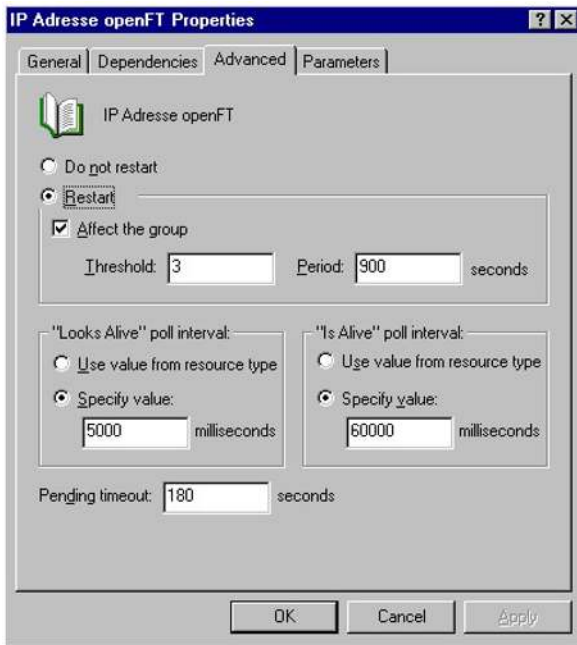 IP Adresse openFT Properties
General Dependencies Advanced Parameters
IP Adresse openFT
Do not restart
Restart
Affect the group
Threshold: 3 Period: 900 seconds
"Looks Alive" poll interval: "Is Alive" poll interval:
Use value from resource type Use value from resource type
Specify value: Specify value:
5000 milliseconds 60000 milliseconds
Pending timeout: 180 seconds
OK Cancel Apply